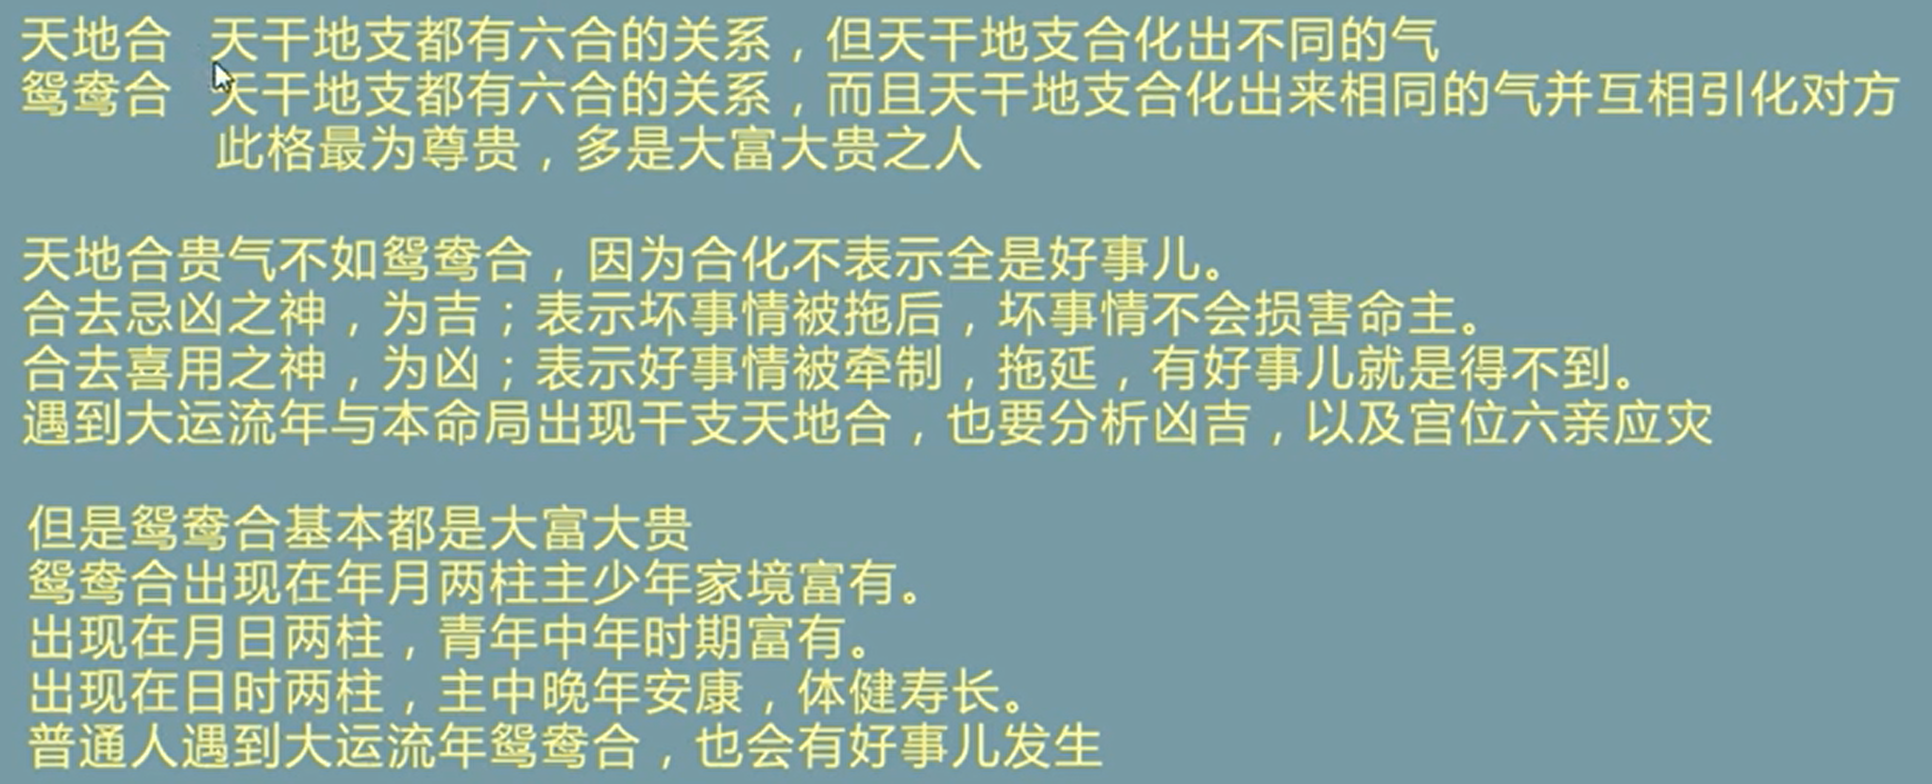 天地合 天干地支都有六合的关系，但天干地支合化出不同的气
鸳鸯合 天干地支都有六合的关系，而且天干地支合化出来相同的气并互相引化对方
此格最为尊贵，多是大富大贵之人
天地合贵气不如鸳鸯合，因为合化不表示全是好事儿。
合去忌凶之神，为吉；表示坏事情被拖后，坏事情不会损害命主。
合去喜用之神，为凶；表示好事情被牵制，拖延，有好事儿就是得不到。
遇到大运流年与本命局出现干支天地合，也要分析凶吉，以及宫位六亲应灾
但是鸳鸯合基本都是大富大贵
鸳鸯合出现在年月两柱主少年家境富有。
出现在月日两柱，青年中年时期富有。
出现在日时两柱，主中晚年安康，体健寿长。
普通人遇到大运流年鸳鸯合，也会有好事儿发生